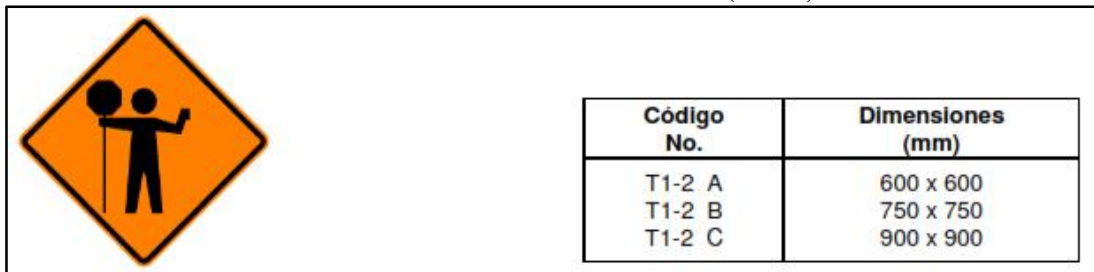 Código Dimensiones
No. (mm)
T1-2 A 600 x 600
T1-2 B 750 x 750
T1-2 C 900 x 900